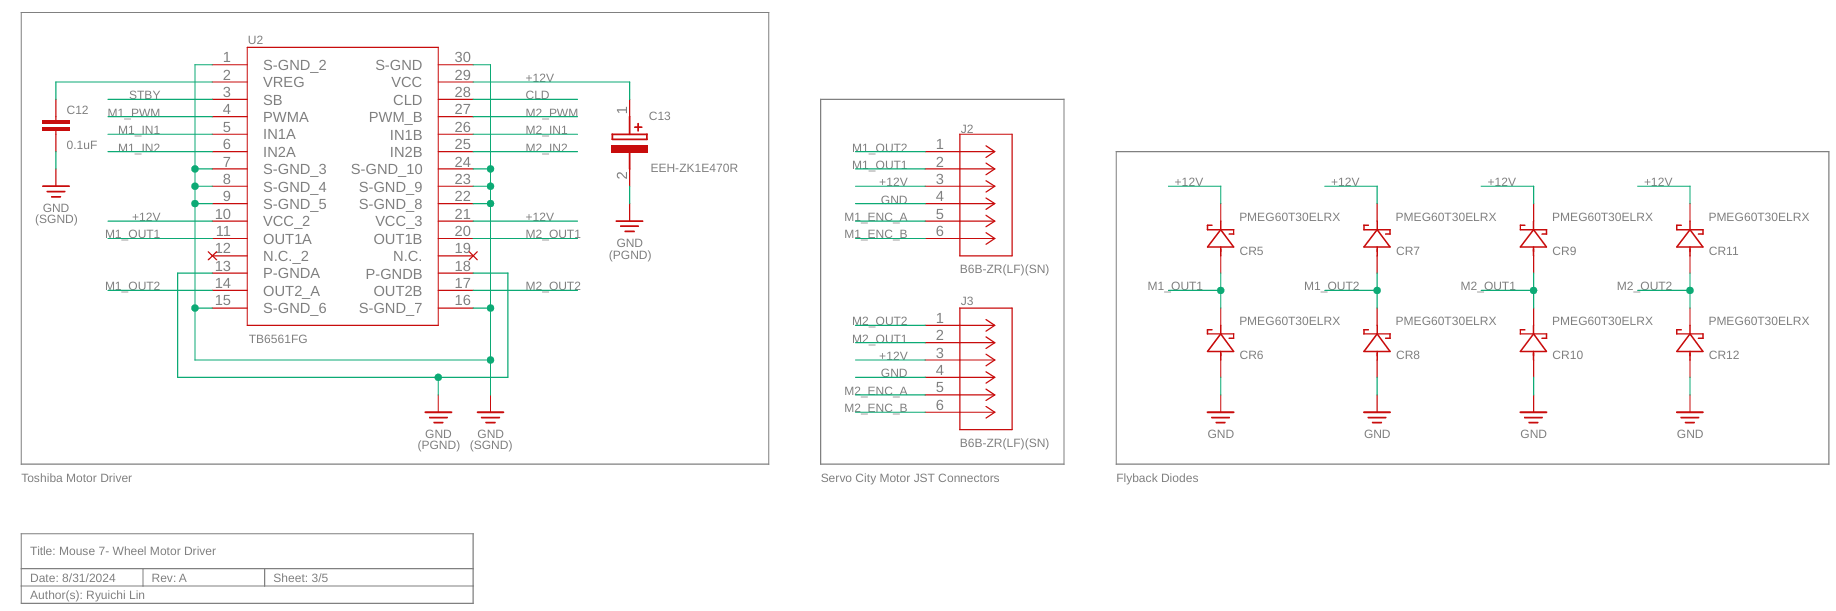 U2
1 S-GND_2 S-GND 30
2 VREG VCC 29 +12V
STBY 3 SB CLD 28 CLD
C12 M1_PWM 4 PWMA PWM_B 27 M2_PWM 1 + C13
0.1uF M1_IN1 5 IN1A IN1B 26 M2_IN1
M1_IN2 6 IN2A IN2B 25 M2_IN2
7 S-GND_3 S-GND_10 24 2 EEH-ZK1E470R
8 S-GND_4 S-GND_9 23
9 S-GND_5 S-GND_8 22
GND
(SGND)
+12V 10 VCC_2 VCC_3 21 +12V
M1_OUT1 11 OUT1A OUT1B 20 M2_OUT1
GND
(PGND)
12 N.C._2 N.C. 19
13 P-GNDA P-GNDB 18
M1_OUT2 14 OUT2_A OUT2B 17 M2_OUT2
15 S-GND_6 S-GND_7 16
TB6561FG
GND
(PGND)
GND
(SGND)
Toshiba Motor Driver
J2
M1_OUT2 1
M1_OUT1 2
+12V 3
GND 4
M1_ENC_A 5
M1_ENC_B 6
B6B-ZR(LF)(SN)
J3
M2_OUT2 1
M2_OUT1 2
+12V 3
GND 4
M2_ENC_A 5
M2_ENC_B 6
B6B-ZR(LF)(SN)
Servo City Motor JST Connectors
+12V +12V +12V +12V
PMEG60T30ELRX PMEG60T30ELRX PMEG60T30ELRX PMEG60T30ELRX
CR5 CR7 CR9 CR11
M1_OUT1 M1_OUT2 M2_OUT1 M2_OUT2
PMEG60T30ELRX PMEG60T30ELRX PMEG60T30ELRX PMEG60T30ELRX
CR6 CR8 CR10 CR12
GND GND GND GND
Flyback Diodes
Title: Mouse 7- Wheel Motor Driver
Date: 8/31/2024 Rev: A Sheet: 3/5
Author(s): Ryuichi Lin